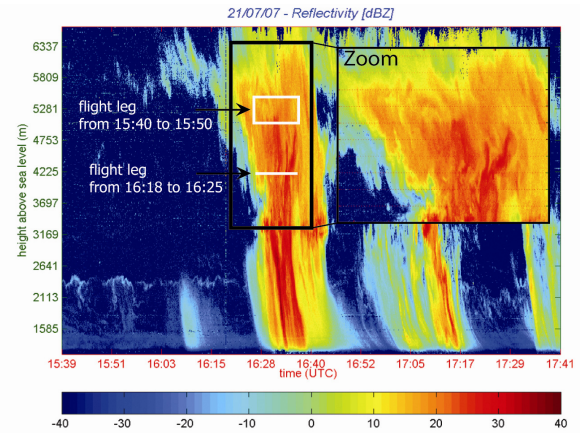 21/07/07 - Reflectivity [dBZ]
Zoom
flight leg
from 15:40 to 15:50
flight leg
from 16:18 to 16:25
height above sea level (m)
6337
5809
5281
4753
4225
3697
3169
2641
2113
1585
15:39 15:51 16:03 16:15 16:28 16:40 16:52 17:05 17:17 17:29 17:41
time (UTC)
-40 -30 -20 -10 0 10 20 30 40